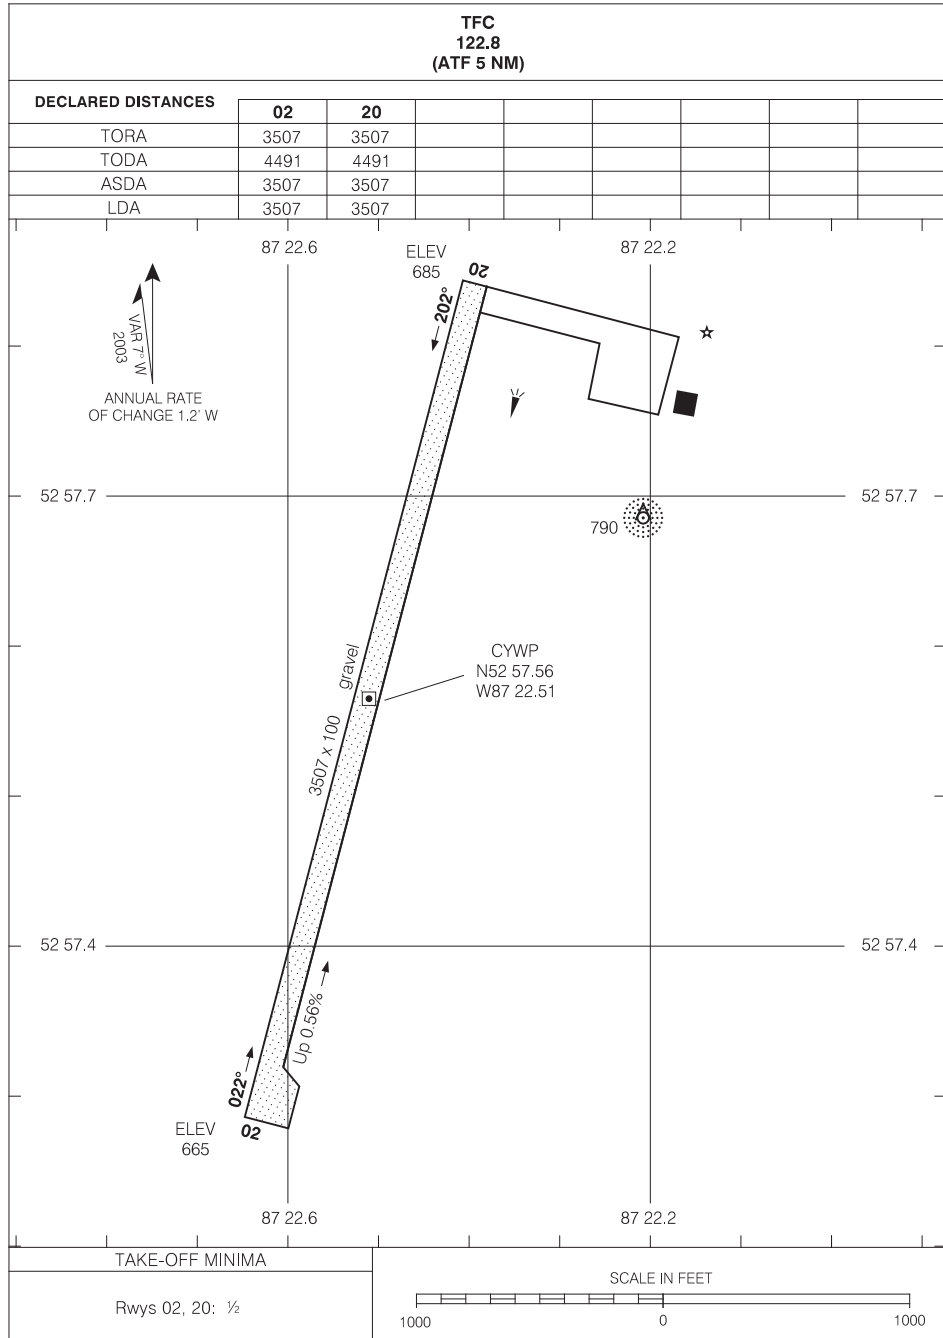 TFC
122.8
(ATF 5 NM)
DECLARED DISTANCES 02 20
TORA 3507 3507
TODA 4491 4491
ASDA 3507 3507
LDA 3507 3507
87 22.6 87 22.2
ELEV
685
20
202°
VAR 7° W
2003
ANNUAL RATE
OF CHANGE 1.2' W
52 57.7 52 57.7
790
CYWP
N52 57.56
W87 22.51
3507 x 100 gravel
52 57.4 52 57.4
Up 0.56%
022°
02
ELEV
665
87 22.6 87 22.2
TAKE-OFF MINIMA
Rwys 02, 20: ½
SCALE IN FEET
1000 0 1000